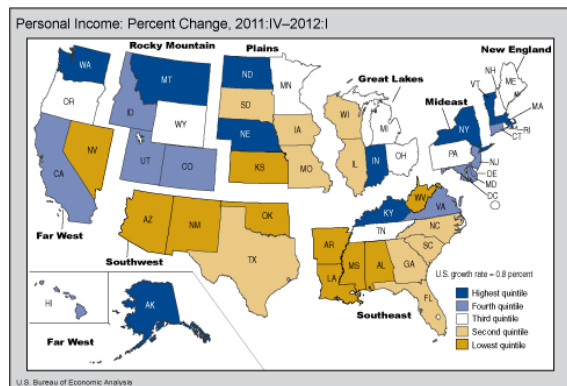 Personal Income: Percent Change, 2011:IV–2012:I
Rocky Mountain
Plains
New England
Great Lakes
Mideast
WA
MT
ND
MN
VT
NH
ME
OR
ID
SD
WI
MI
NY
MA
WY
NE
IA
PA
RI
CT
NV
UT
CO
KS
MO
IL
IN
OH
NJ
DE
MD
DC
CA
WV
VA
KY
Far West
AZ
NM
OK
AR
TN
NC
SC
Southwest
TX
LA
MS
AL
GA
U.S. growth rate = 0.8 percent
FL
Southeast
HI
AK
Far West
Highest quintile
Fourth quintile
Third quintile
Second quintile
Lowest quintile
U.S. Bureau of Economic Analysis